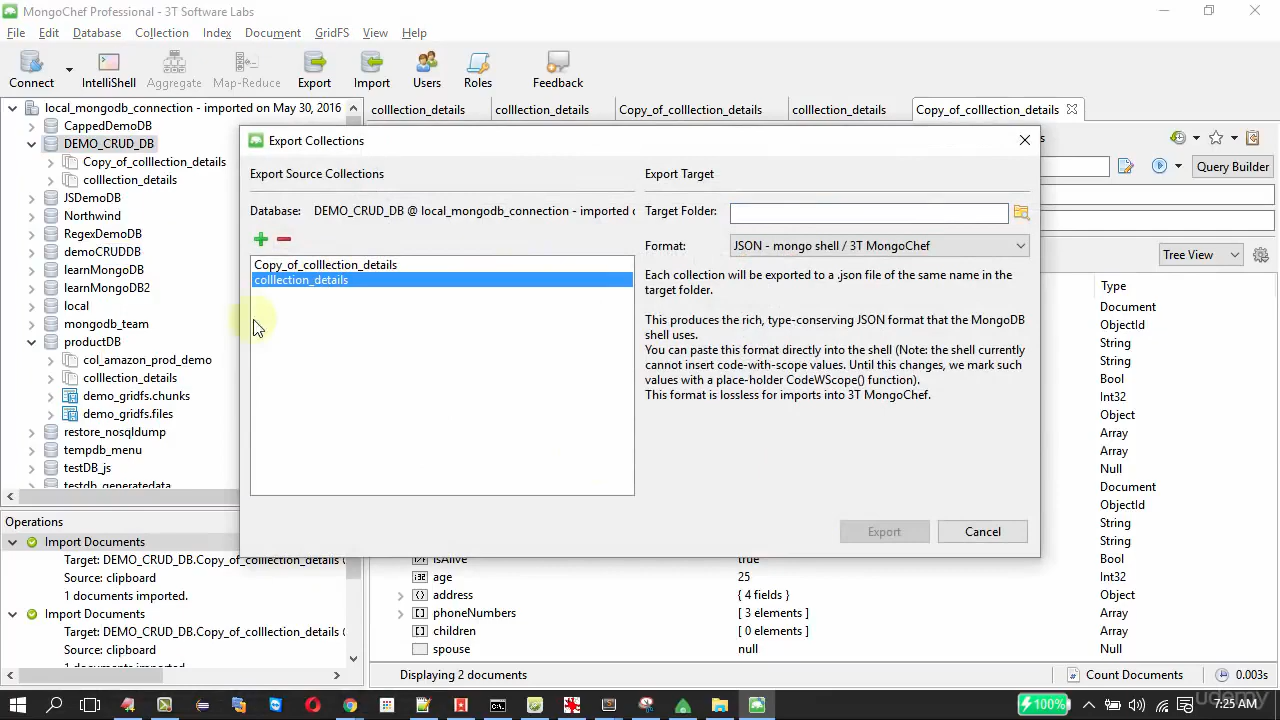 MongoChef Professional - 3T Software Labs
File Edit Database Collection Index Document GridFS View Help
Connect IntelliShell Aggregate Map-Reduce Export Import Users Roles Feedback
local_mongodb_connection - imported on May 30, 2016
CappedDemoDB
DEMO_CRUD_DB
Copy_of_colllection_details
colllection_details
JSDemoDB
Northwind
RegexDemoDB
demoCRUDDB
learnMongoDB
learnMongoDB2
local
mongodb_team
productDB
col_amazon_prod_demo
colllection_details
demo_gridfs.chunks
demo_gridfs.files
restore_nosqldump
tempdb_menu
testDB_js
testdb_generatedata
Operations
Import Documents
Target: DEMO_CRUD_DB.Copy_of_colllection_details (
Source: clipboard
1 documents imported.
Import Documents
Target: DEMO_CRUD_DB.Copy_of_colllection_details (
Source: clipboard
1 documents imported.
colllection_details colllection_details Copy_of_colllection_details colllection_details Copy_of_colllection_details
Query Builder
Tree View
Export Collections
Export Source Collections
Database: DEMO_CRUD_DB @ local_mongodb_connection - imported o
Copy_of_colllection_details
colllection_details
Export Target
Target Folder:
Format: JSON - mongo shell / 3T MongoChef
Each collection will be exported to a .json file of the same name in the
target folder.
This produces the rich, type-conserving JSON format that the MongoDB
shell uses.
You can paste this format directly into the shell (Note: the shell currently
cannot insert code-with-scope values. Until this changes, we mark such
values with a place-holder CodeWScope() function).
This format is lossless for imports into 3T MongoChef.
Export Cancel
Type
Document
ObjectId
String
String
Bool
Int32
Object
Array
Array
Null
Document
ObjectId
String
String
isAlive true Bool
age 25 Int32
address { 4 fields } Object
phoneNumbers [ 3 elements ] Array
children [ 0 elements ] Array
spouse null Null
Displaying 2 documents Count Documents 0.003s
100% 7:25 AM
udemy